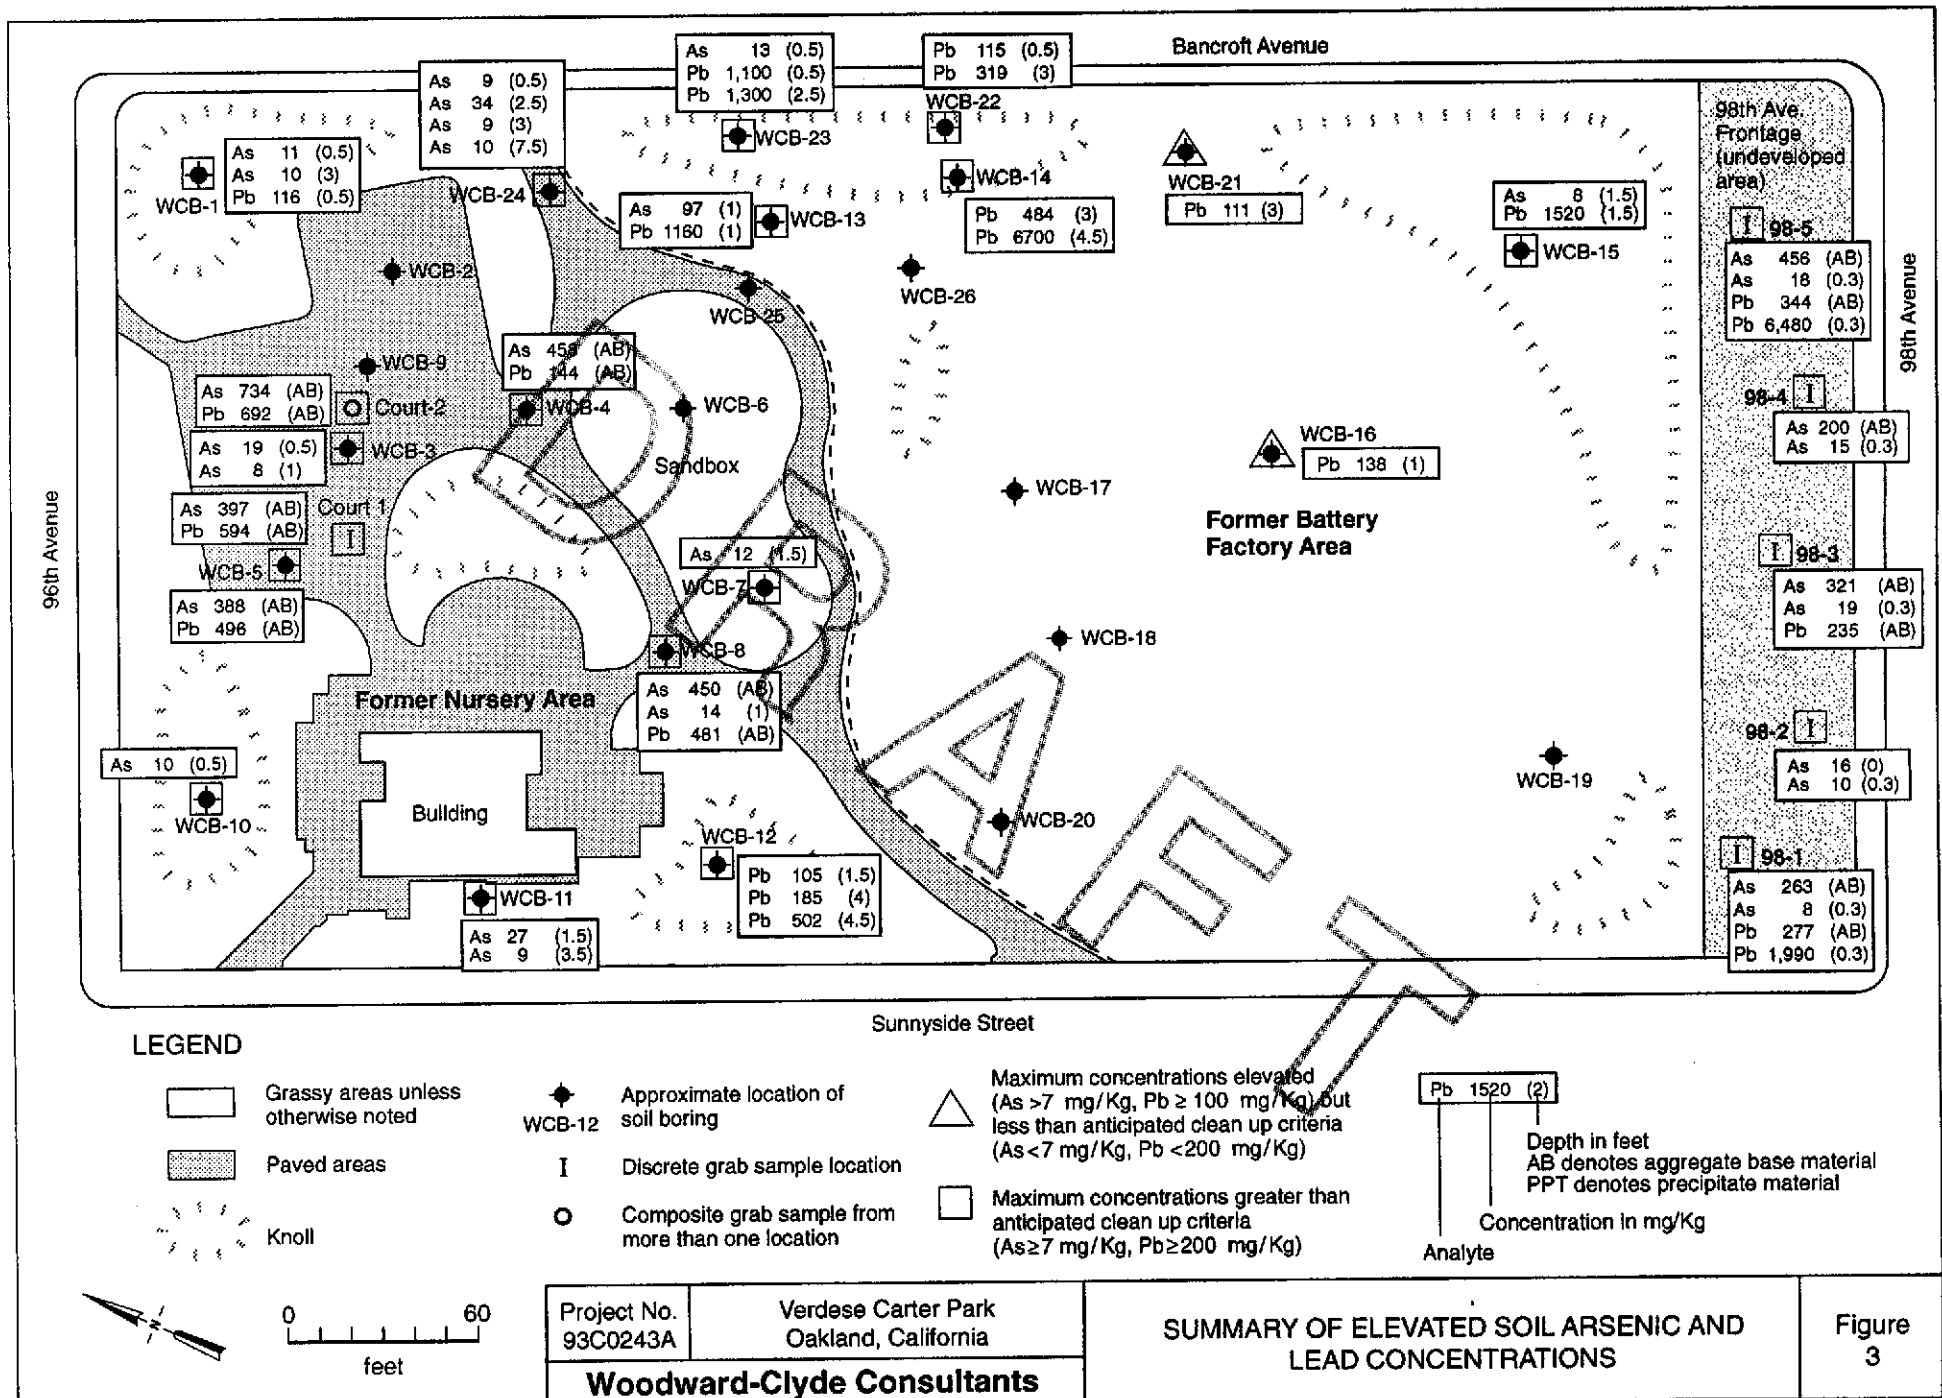 Bancroft Avenue
As 9 (0.5)
As 34 (2.5)
As 9 (3)
As 10 (7.5)
WCB-24
As 13 (0.5)
Pb 1,100 (0.5)
Pb 1,300 (2.5)
WCB-23
Pb 115 (0.5)
Pb 319 (3)
WCB-22
As 11 (0.5)
As 10 (3)
Pb 116 (0.5)
WCB-1
As 97 (1)
Pb 1160 (1)
WCB-13
WCB-14
Pb 484 (3)
Pb 6700 (4.5)
WCB-21
Pb 111 (3)
As 8 (1.5)
Pb 1520 (1.5)
WCB-15
98th Ave.
Frontage
(undeveloped
area)
I 98-5
As 456 (AB)
As 18 (0.3)
Pb 344 (AB)
Pb 6,480 (0.3)
98th Avenue
WCB-2
WCB-25
WCB-26
WCB-9
As 458 (AB)
Pb 144 (AB)
WCB-4
WCB-6
As 734 (AB)
Pb 692 (AB)
Court-2
As 19 (0.5)
As 8 (1)
WCB-3
Sandbox
WCB-16
Pb 138 (1)
98-4 I
As 200 (AB)
As 15 (0.3)
96th Avenue
As 397 (AB)
Pb 594 (AB)
Court 1
I
WCB-5
As 388 (AB)
Pb 496 (AB)
WCB-17
Former Battery
Factory Area
As 12 (1.5)
WCB-7
I 98-3
As 321 (AB)
As 19 (0.3)
Pb 235 (AB)
WCB-8
As 450 (AB)
As 14 (1)
Pb 481 (AB)
WCB-18
Former Nursery Area
98-2 I
As 16 (0)
As 10 (0.3)
As 10 (0.5)
WCB-10
Building
WCB-19
WCB-20
WCB-12
Pb 105 (1.5)
Pb 185 (4)
Pb 502 (4.5)
WCB-11
As 27 (1.5)
As 9 (3.5)
I 98-1
As 263 (AB)
As 8 (0.3)
Pb 277 (AB)
Pb 1,990 (0.3)
DRAFT
Sunnyside Street
LEGEND
Grassy areas unless
otherwise noted
Paved areas
Knoll
WCB-12
Approximate location of
soil boring
I Discrete grab sample location
Composite grab sample from
more than one location
Maximum concentrations elevated
(As >7 mg/Kg, Pb ≥ 100 mg/Kg) but
less than anticipated clean up criteria
(As<7 mg/Kg, Pb <200 mg/Kg)
Maximum concentrations greater than
anticipated clean up criteria
(As≥7 mg/Kg, Pb≥200 mg/Kg)
Pb 1520 (2)
Depth in feet
AB denotes aggregate base material
PPT denotes precipitate material
Concentration in mg/Kg
Analyte
N
0 60
feet
Project No.
93C0243A
Verdese Carter Park
Oakland, California
Woodward-Clyde Consultants
SUMMARY OF ELEVATED SOIL ARSENIC AND
LEAD CONCENTRATIONS
Figure
3